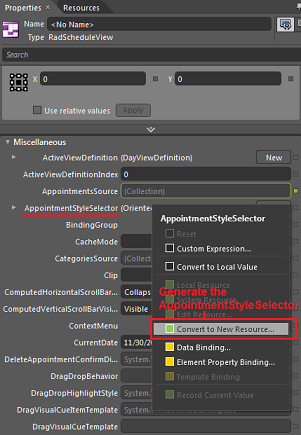 Properties × Resources
Name <No Name>
Type RadScheduleView
Search
X 0 Y 0
Use relative values Apply
Miscellaneous
ActiveViewDefinition (DayViewDefinition) New
ActiveViewDefinitionIndex 0
AppointmentsSource (Collection)
AppointmentStyleSelector (Oriente
BindingGroup
CacheMode
CategoriesSource (Collec
Clip
ComputedHorizontalScrollBar... Collaps
ComputedVerticalScrollBarVisi... Visible
ContextMenu
CurrentDate 11/30/20
DeleteAppointmentConfirmDi... System.
DragDropBehavior
DragDropHighlightStyle System.
DragVisualCueItemTemplate System.
DragVisualCueTemplate
AppointmentStyleSelector
Reset
Custom Expression...
Convert to Local Value
Local Resource
System Resource
Edit Resource...
Convert to New Resource...
Data Binding...
Element Property Binding...
Template Binding
Record Current Value
Generate the
AppointmentStyleSelector